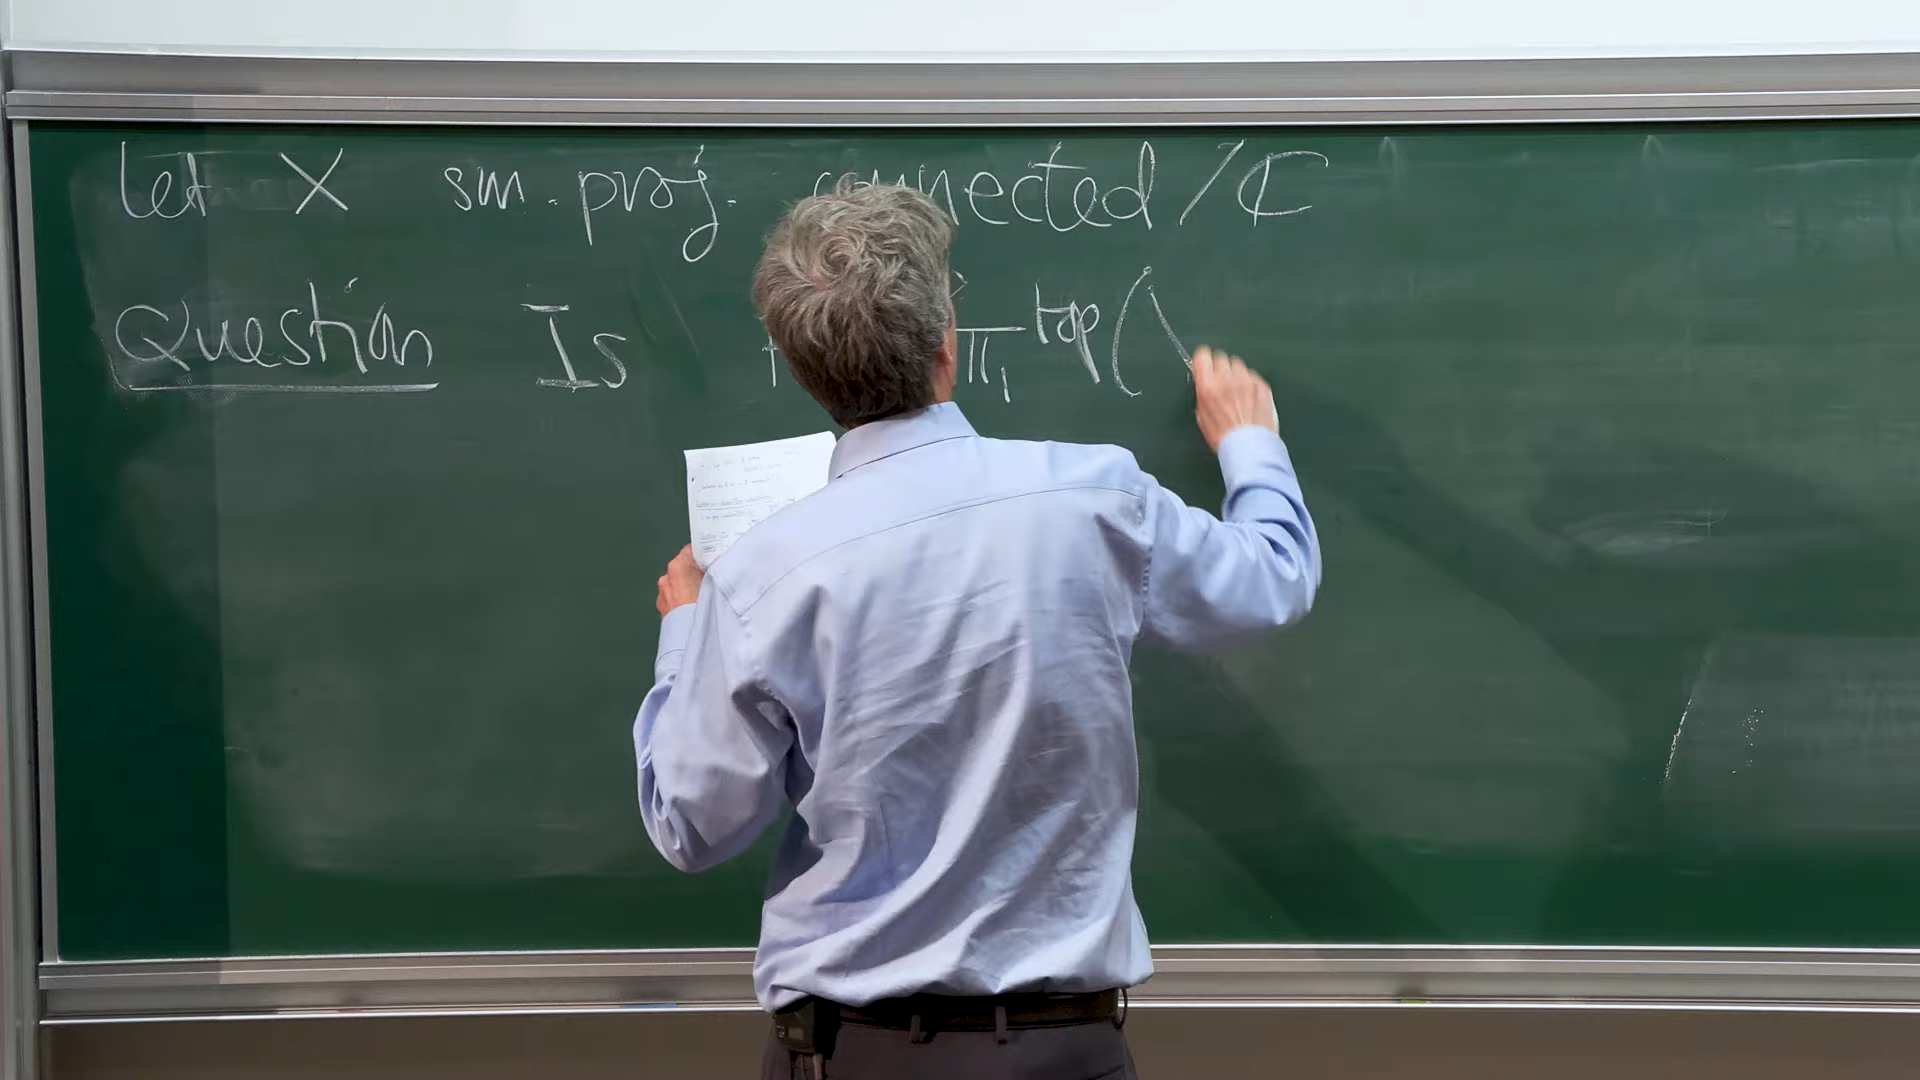 Let X sm. proj. connected / ℂ
Question Is π₁^top(